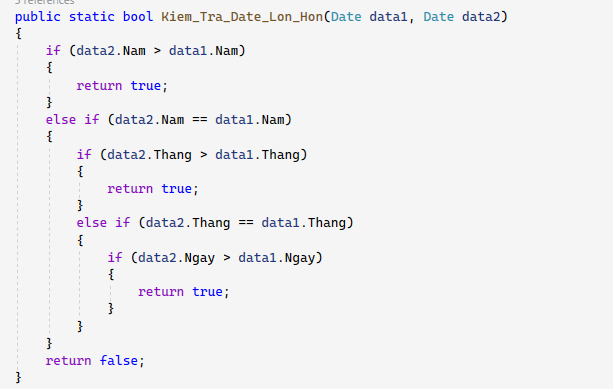 5 references
public static bool Kiem_Tra_Date_Lon_Hon(Date data1, Date data2)
{
    if (data2.Nam > data1.Nam)
    {
        return true;
    }
    else if (data2.Nam == data1.Nam)
    {
        if (data2.Thang > data1.Thang)
        {
            return true;
        }
        else if (data2.Thang == data1.Thang)
        {
            if (data2.Ngay > data1.Ngay)
            {
                return true;
            }
        }
    }
    return false;
}